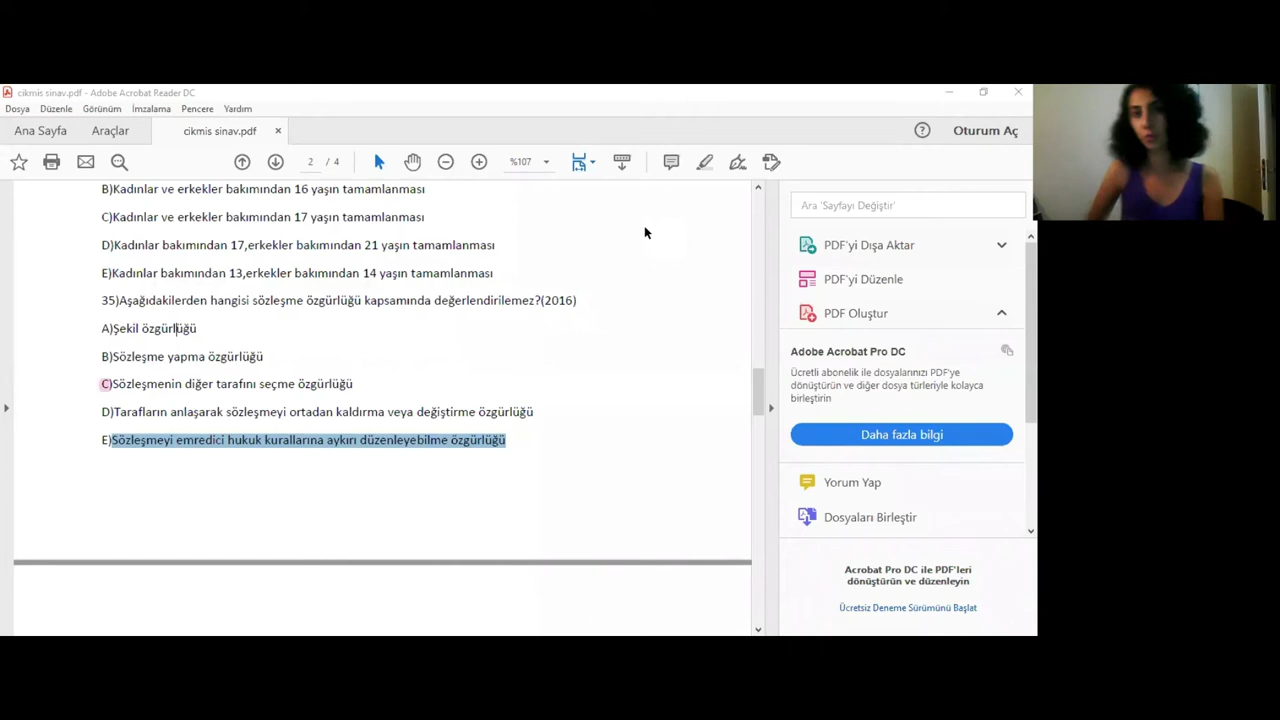 cikmis sinav.pdf - Adobe Acrobat Reader DC
Dosya Düzenle Görünüm İmzalama Pencere Yardım
Ana Sayfa Araçlar cikmis sinav.pdf × ? Oturum Aç
2 / 4 %107
B)Kadınlar ve erkekler bakımından 16 yaşın tamamlanması
C)Kadınlar ve erkekler bakımından 17 yaşın tamamlanması
D)Kadınlar bakımından 17,erkekler bakımından 21 yaşın tamamlanması
E)Kadınlar bakımından 13,erkekler bakımından 14 yaşın tamamlanması
35)Aşağıdakilerden hangisi sözleşme özgürlüğü kapsamında değerlendirilemez?(2016)
A)Şekil özgürlüğü
B)Sözleşme yapma özgürlüğü
C)Sözleşmenin diğer tarafını seçme özgürlüğü
D)Tarafların anlaşarak sözleşmeyi ortadan kaldırma veya değiştirme özgürlüğü
E)Sözleşmeyi emredici hukuk kurallarına aykırı düzenleyebilme özgürlüğü
Ara 'Sayfayı Değiştir'
PDF'yi Dışa Aktar
PDF'yi Düzenle
PDF Oluştur
Adobe Acrobat Pro DC
Ücretli abonelik ile dosyalarınızı PDF'ye
dönüştürün ve diğer dosya türleriyle kolayca
birleştirin
Daha fazla bilgi
Yorum Yap
Dosyaları Birleştir
Acrobat Pro DC ile PDF'leri
dönüştürün ve düzenleyin
Ücretsiz Deneme Sürümünü Başlat